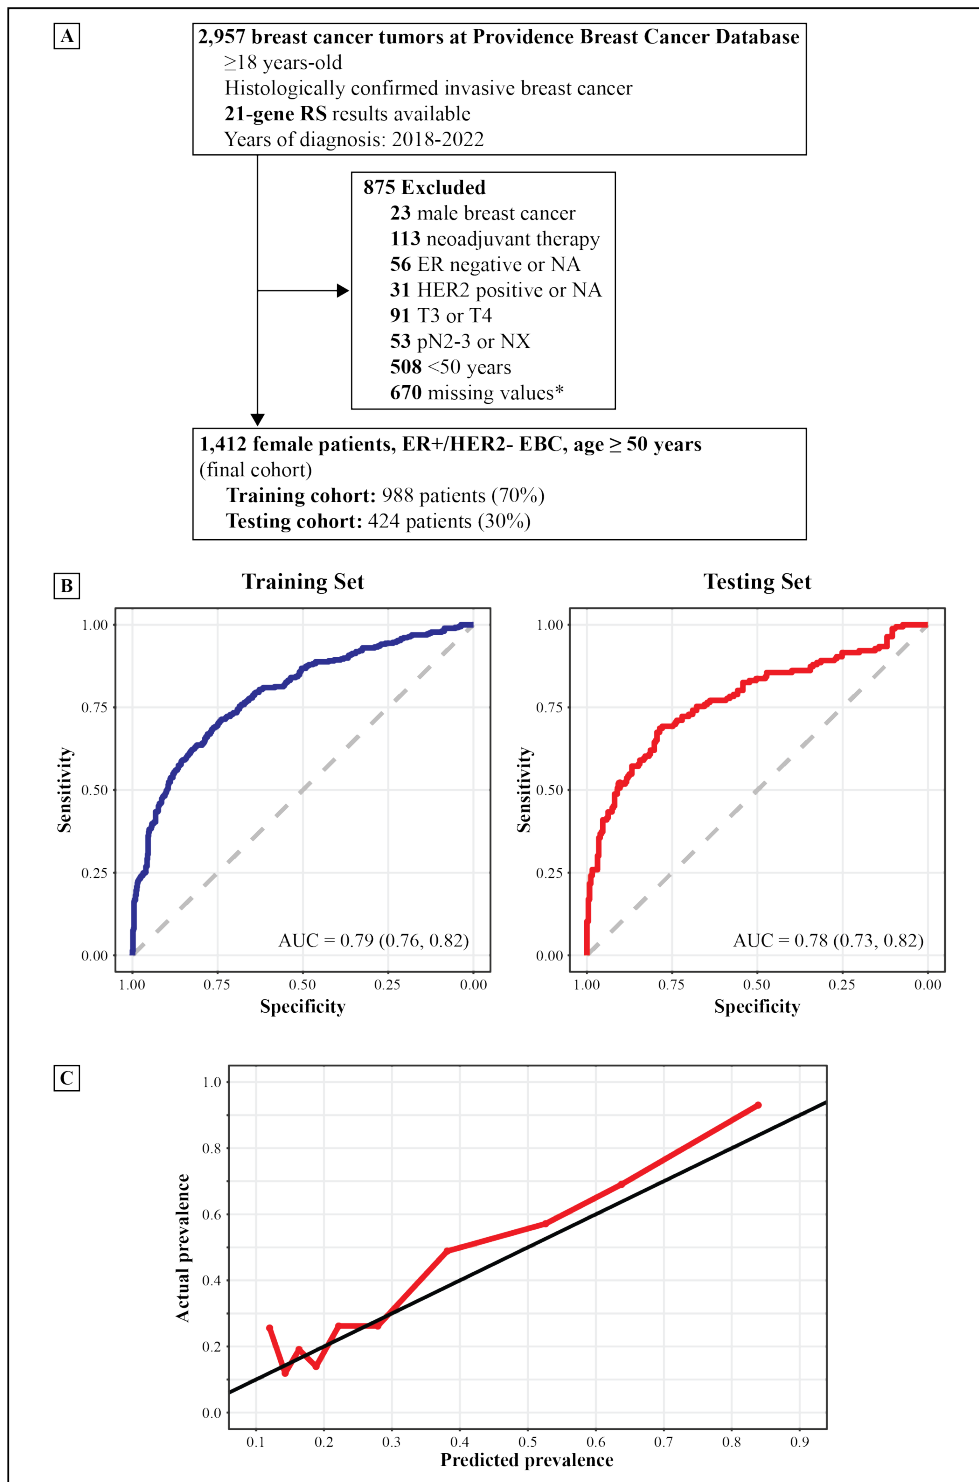 A
2,957 breast cancer tumors at Providence Breast Cancer Database
≥18 years-old
Histologically confirmed invasive breast cancer
21-gene RS results available
Years of diagnosis: 2018-2022
875 Excluded
23 male breast cancer
113 neoadjuvant therapy
56 ER negative or NA
31 HER2 positive or NA
91 T3 or T4
53 pN2-3 or NX
508 <50 years
670 missing values*
1,412 female patients, ER+/HER2- EBC, age ≥ 50 years
(final cohort)
Training cohort: 988 patients (70%)
Testing cohort: 424 patients (30%)
B
Training Set
1.00
0.75
0.50
0.25
0.00
Sensitivity
AUC = 0.79 (0.76, 0.82)
1.00 0.75 0.50 0.25 0.00
Specificity
Testing Set
1.00
0.75
0.50
0.25
0.00
Sensitivity
AUC = 0.78 (0.73, 0.82)
1.00 0.75 0.50 0.25 0.00
Specificity
C
1.0
0.8
0.6
0.4
0.2
0.0
Actual prevalence
0.1 0.2 0.3 0.4 0.5 0.6 0.7 0.8 0.9
Predicted prevalence